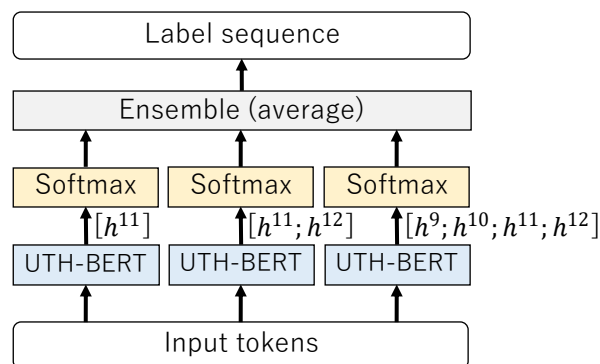 Label sequence
Ensemble (average)
Softmax Softmax Softmax
[h¹¹] [h¹¹; h¹²] [h⁹; h¹⁰; h¹¹; h¹²]
UTH-BERT UTH-BERT UTH-BERT
Input tokens